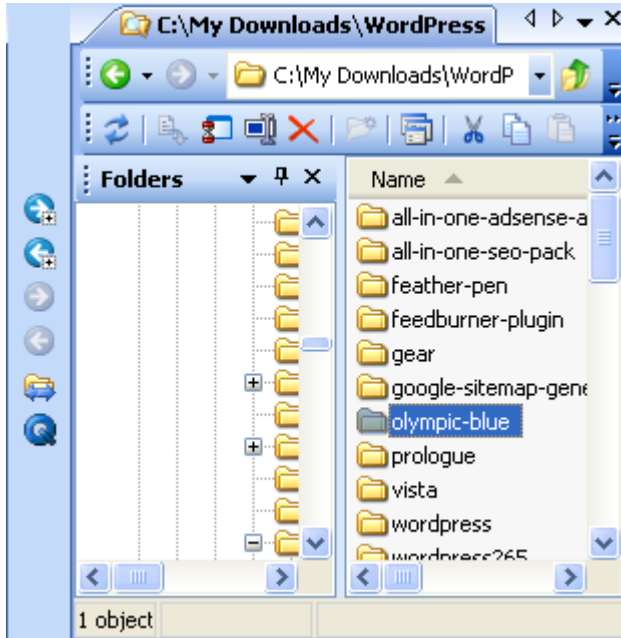 C:\My Downloads\WordPress
C:\My Downloads\WordP
Folders
Name
all-in-one-adsense-a
all-in-one-seo-pack
feather-pen
feedburner-plugin
gear
google-sitemap-gene
olympic-blue
prologue
vista
wordpress
wordpress265
1 object